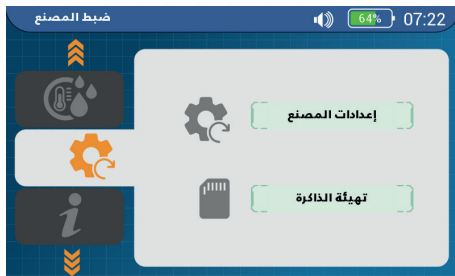 ضبط المصنع
64%
07:22
إعدادات المصنع
تهيئة الذاكرة